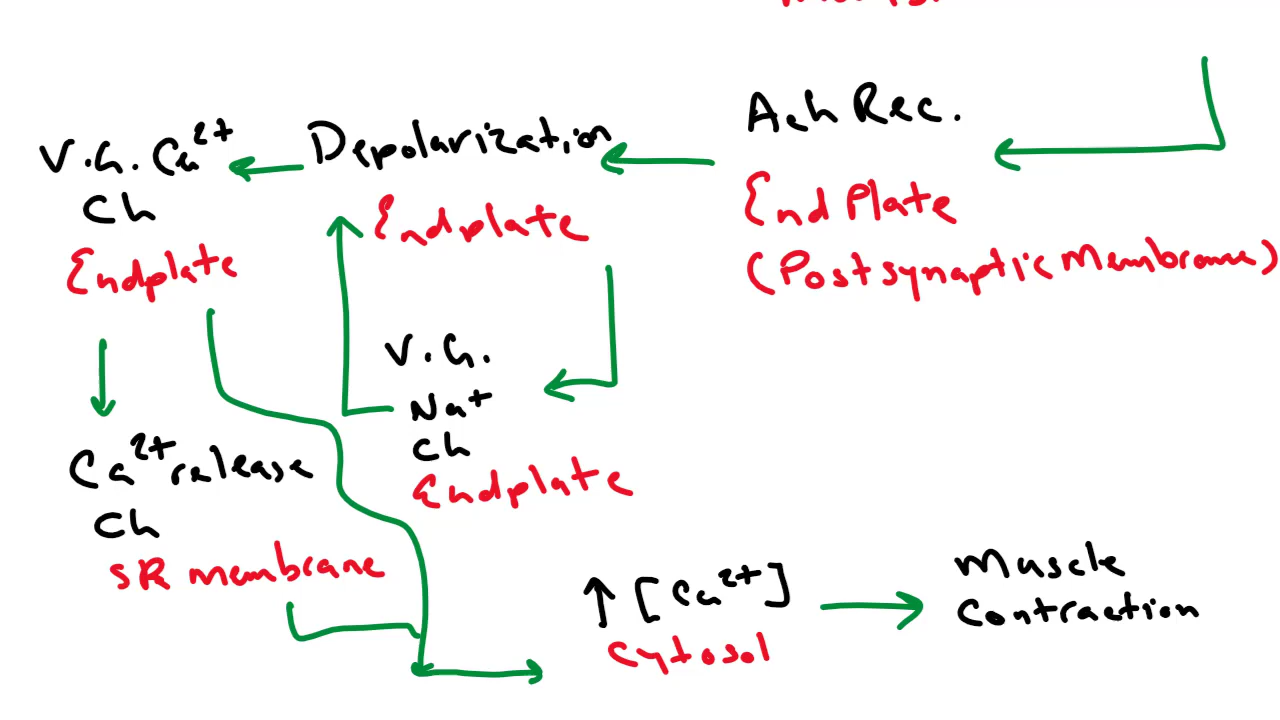 Ach Rec.
EndPlate
(Postsynaptic Membrane)
Depolarization
Endplate
V.G. Ca²⁺
Ch
Endplate
V.G.
Na⁺
Ch
Endplate
Ca²⁺ release
Ch
SR membrane
↑ [Ca²⁺]
Cytosol
Muscle
Contraction